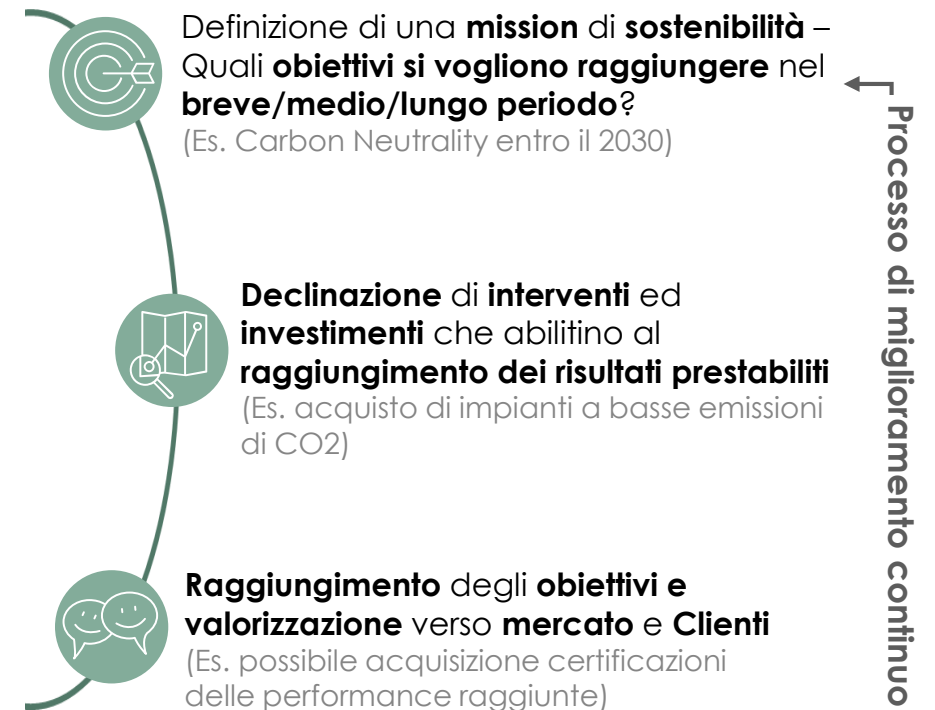 Definizione di una mission di sostenibilità –
Quali obiettivi si vogliono raggiungere nel
breve/medio/lungo periodo?
(Es. Carbon Neutrality entro il 2030)
Declinazione di interventi ed
investimenti che abilitino al
raggiungimento dei risultati prestabiliti
(Es. acquisto di impianti a basse emissioni
di CO2)
Raggiungimento degli obiettivi e
valorizzazione verso mercato e Clienti
(Es. possibile acquisizione certificazioni
delle performance raggiunte)
Processo di miglioramento continuo